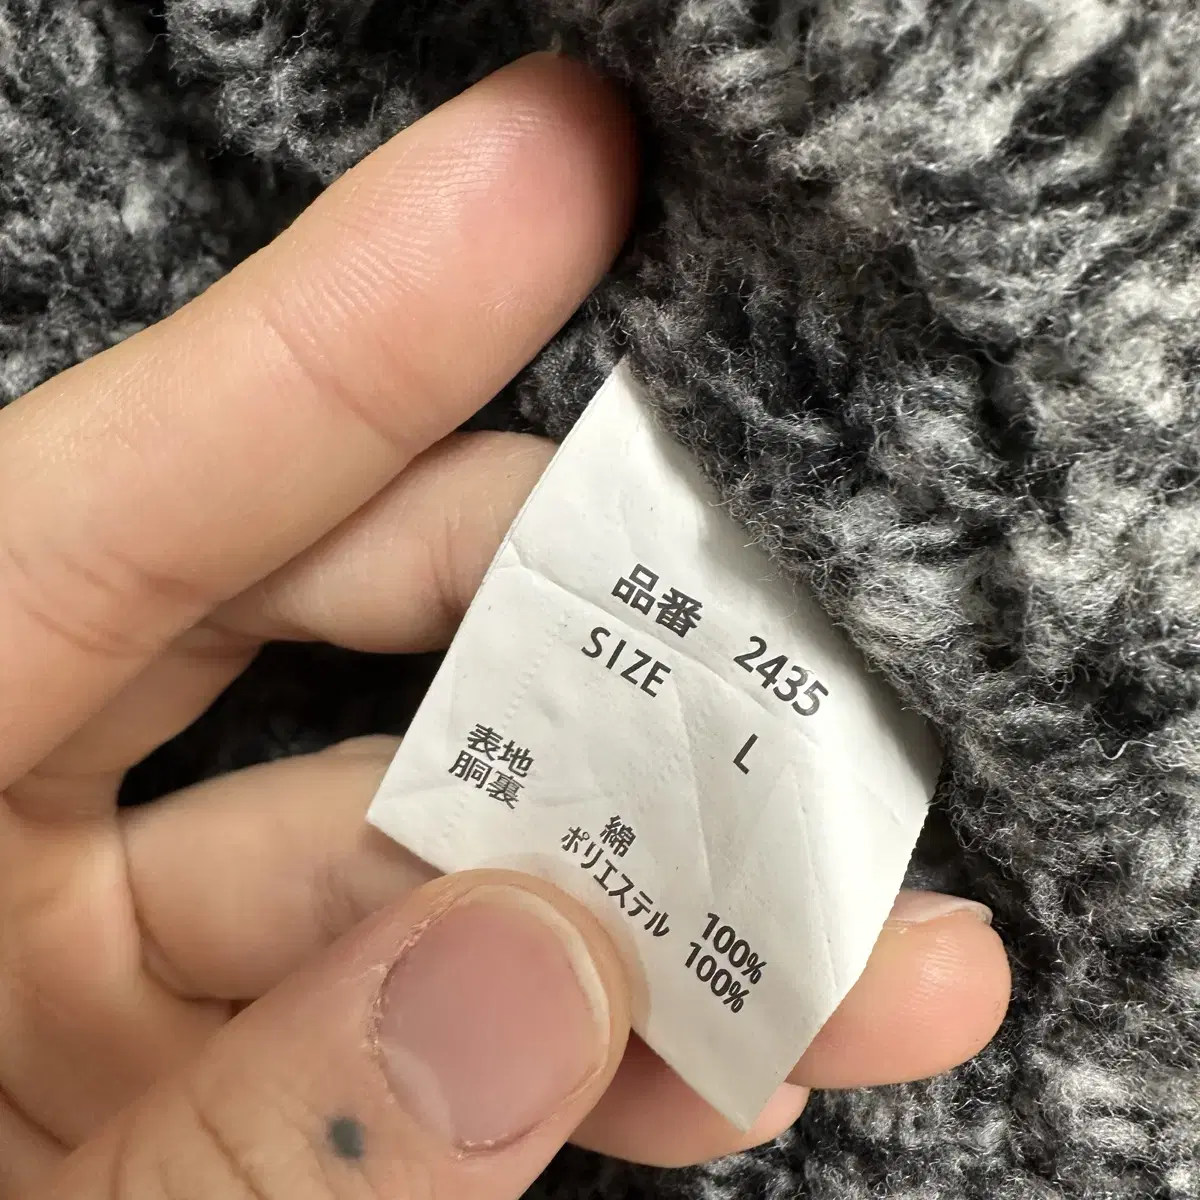 品番 2435
SIZE L
表地 綿 100%
胴裏 ポリエステル 100%